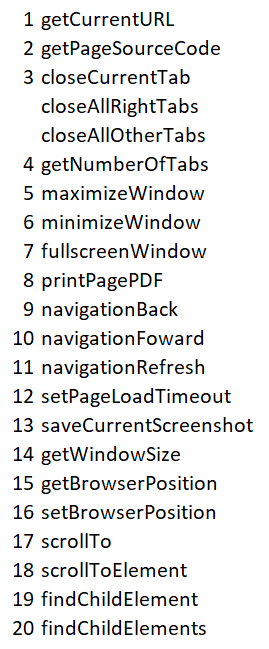 1 getCurrentURL
2 getPageSourceCode
3 closeCurrentTab
closeAllRightTabs
closeAllOtherTabs
4 getNumberOfTabs
5 maximizeWindow
6 minimizeWindow
7 fullscreenWindow
8 printPagePDF
9 navigationBack
10 navigationFoward
11 navigationRefresh
12 setPageLoadTimeout
13 saveCurrentScreenshot
14 getWindowSize
15 getBrowserPosition
16 setBrowserPosition
17 scrollTo
18 scrollToElement
19 findChildElement
20 findChildElements